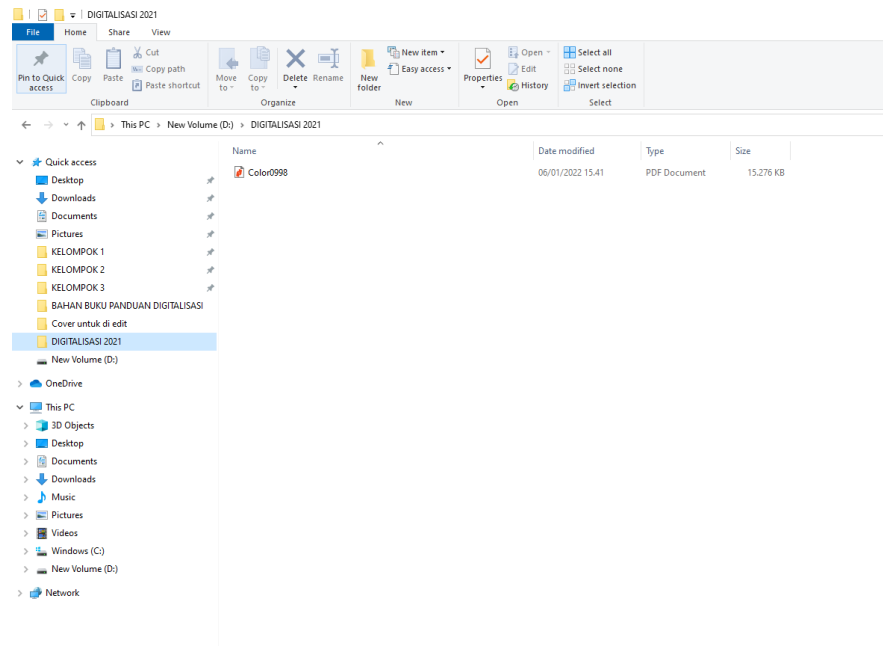 DIGITALISASI 2021
File Home Share View
Pin to Quick access
Copy
Paste
Cut
Copy path
Paste shortcut
Clipboard
Move to
Copy to
Delete
Rename
Organize
New folder
New item
Easy access
New
Properties
Open
Edit
History
Open
Select all
Select none
Invert selection
Select
This PC > New Volume (D:) > DIGITALISASI 2021
Quick access
Desktop
Downloads
Documents
Pictures
KELOMPOK 1
KELOMPOK 2
KELOMPOK 3
BAHAN BUKU PANDUAN DIGITALISASI
Cover untuk di edit
DIGITALISASI 2021
New Volume (D:)
OneDrive
This PC
3D Objects
Desktop
Documents
Downloads
Music
Pictures
Videos
Windows (C:)
New Volume (D:)
Network
Name Date modified Type Size
Color0998 06/01/2022 15.41 PDF Document 15.276 KB